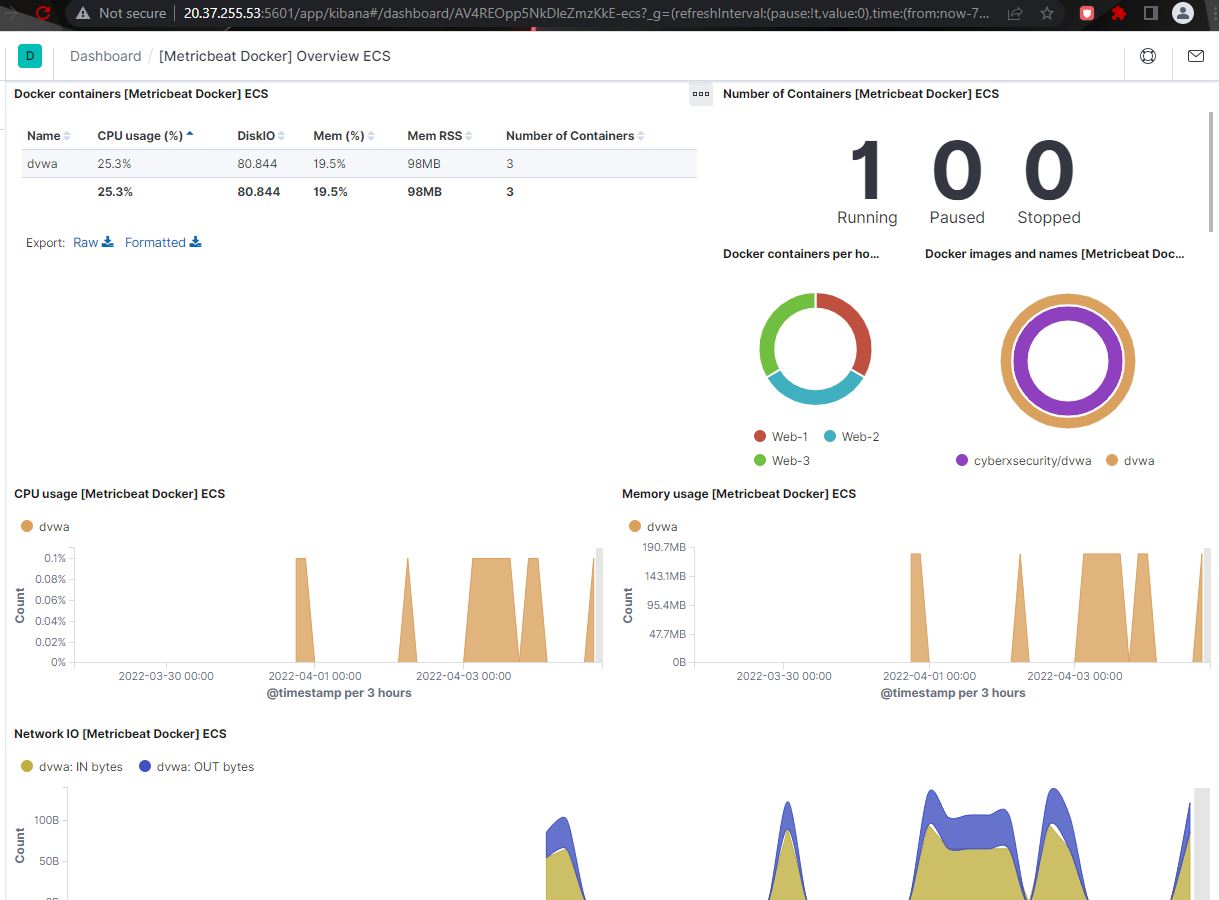 Not secure 20.37.255.53:5601/app/kibana#/dashboard/AV4REOpp5NkDleZmzKkE-ecs?_g=(refreshInterval:(pause:!t,value:0),time:(from:now-7...
D Dashboard / [Metricbeat Docker] Overview ECS
Docker containers [Metricbeat Docker] ECS
Name CPU usage (%) DiskIO Mem (%) Mem RSS Number of Containers
dvwa 25.3% 80.844 19.5% 98MB 3
25.3% 80.844 19.5% 98MB 3
Export: Raw Formatted
Number of Containers [Metricbeat Docker] ECS
1 0 0
Running Paused Stopped
Docker containers per ho...
Web-1 Web-2
Web-3
Docker images and names [Metricbeat Doc...
cyberxsecurity/dvwa dvwa
CPU usage [Metricbeat Docker] ECS
dvwa
Count
0.1%
0.08%
0.06%
0.04%
0.02%
0%
2022-03-30 00:00 2022-04-01 00:00 2022-04-03 00:00
@timestamp per 3 hours
Memory usage [Metricbeat Docker] ECS
dvwa
Count
190.7MB
143.1MB
95.4MB
47.7MB
0B
2022-03-30 00:00 2022-04-01 00:00 2022-04-03 00:00
@timestamp per 3 hours
Network IO [Metricbeat Docker] ECS
dvwa: IN bytes dvwa: OUT bytes
Count
100B
50B